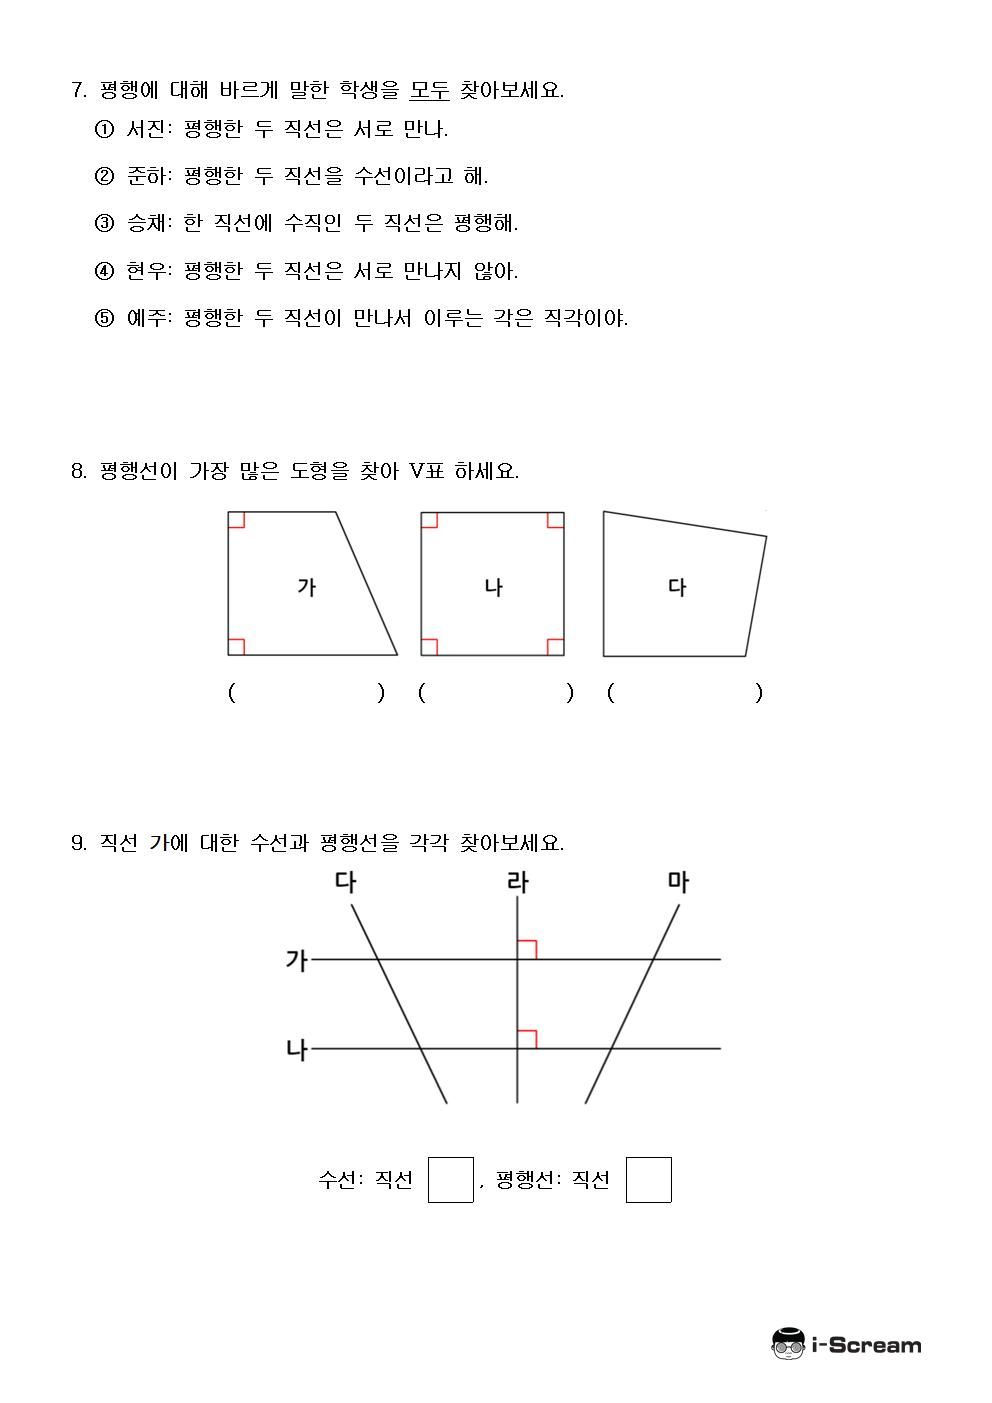 7. 평행에 대해 바르게 말한 학생을 모두 찾아보세요.
① 서진: 평행한 두 직선은 서로 만나.
② 준하: 평행한 두 직선을 수선이라고 해.
③ 승채: 한 직선에 수직인 두 직선은 평행해.
④ 현우: 평행한 두 직선은 서로 만나지 않아.
⑤ 예주: 평행한 두 직선이 만나서 이루는 각은 직각이야.
8. 평행선이 가장 많은 도형을 찾아 V표 하세요.
가 나 다
( ) ( ) ( )
9. 직선 가에 대한 수선과 평행선을 각각 찾아보세요.
다 라 마
가
나
수선: 직선 , 평행선: 직선
i-Scream